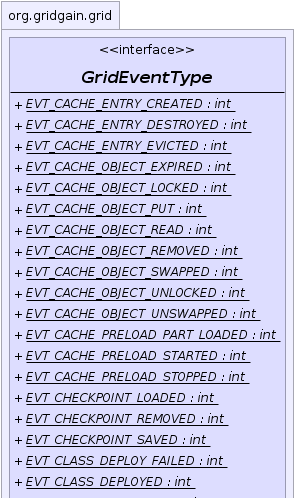 org.gridgain.grid
<<interface>>
GridEventType
+ EVT_CACHE_ENTRY_CREATED : int
+ EVT_CACHE_ENTRY_DESTROYED : int
+ EVT_CACHE_ENTRY_EVICTED : int
+ EVT_CACHE_OBJECT_EXPIRED : int
+ EVT_CACHE_OBJECT_LOCKED : int
+ EVT_CACHE_OBJECT_PUT : int
+ EVT_CACHE_OBJECT_READ : int
+ EVT_CACHE_OBJECT_REMOVED : int
+ EVT_CACHE_OBJECT_SWAPPED : int
+ EVT_CACHE_OBJECT_UNLOCKED : int
+ EVT_CACHE_OBJECT_UNSWAPPED : int
+ EVT_CACHE_PRELOAD_PART_LOADED : int
+ EVT_CACHE_PRELOAD_STARTED : int
+ EVT_CACHE_PRELOAD_STOPPED : int
+ EVT_CHECKPOINT_LOADED : int
+ EVT_CHECKPOINT_REMOVED : int
+ EVT_CHECKPOINT_SAVED : int
+ EVT_CLASS_DEPLOY_FAILED : int
+ EVT_CLASS_DEPLOYED : int